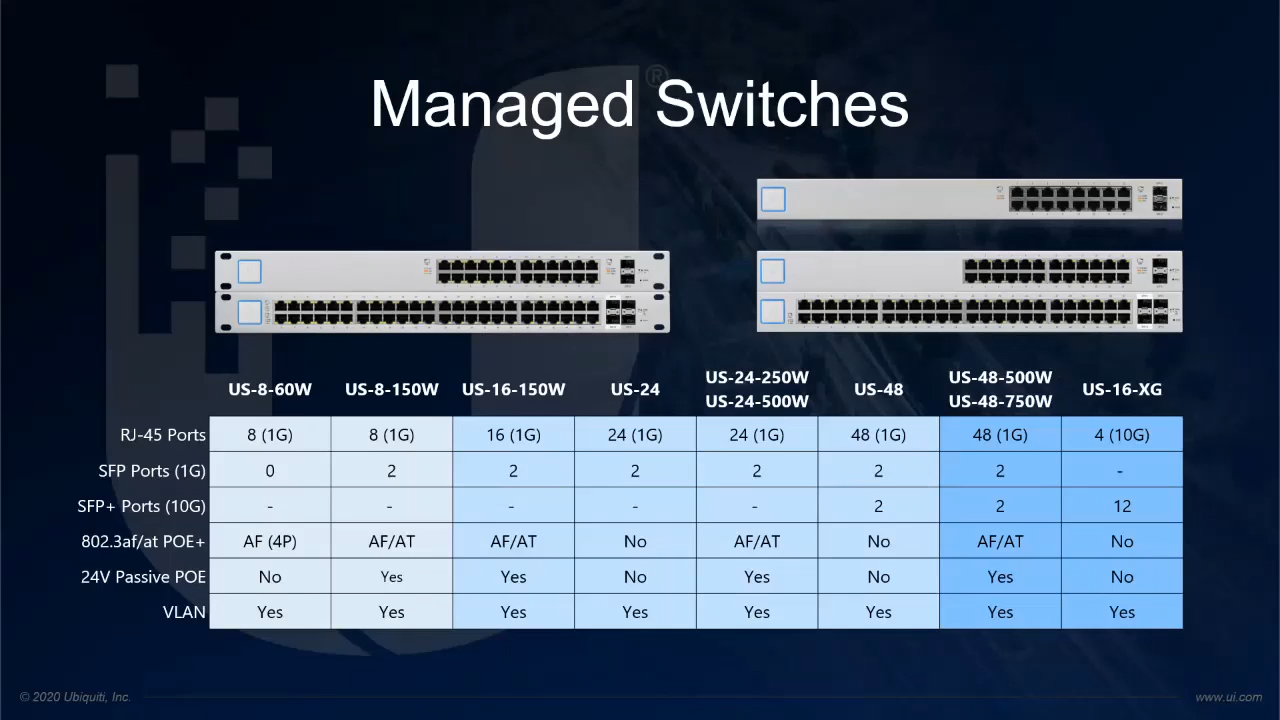 ®
Managed Switches
US-8-60W US-8-150W US-16-150W US-24 US-24-250W US-24-500W US-48 US-48-500W US-48-750W US-16-XG
RJ-45 Ports 8 (1G) 8 (1G) 16 (1G) 24 (1G) 24 (1G) 48 (1G) 48 (1G) 4 (10G)
SFP Ports (1G) 0 2 2 2 2 2 2 -
SFP+ Ports (10G) - - - - - 2 2 12
802.3af/at POE+ AF (4P) AF/AT AF/AT No AF/AT No AF/AT No
24V Passive POE No Yes Yes No Yes No Yes No
VLAN Yes Yes Yes Yes Yes Yes Yes Yes
© 2020 Ubiquiti, Inc.
www.ui.com